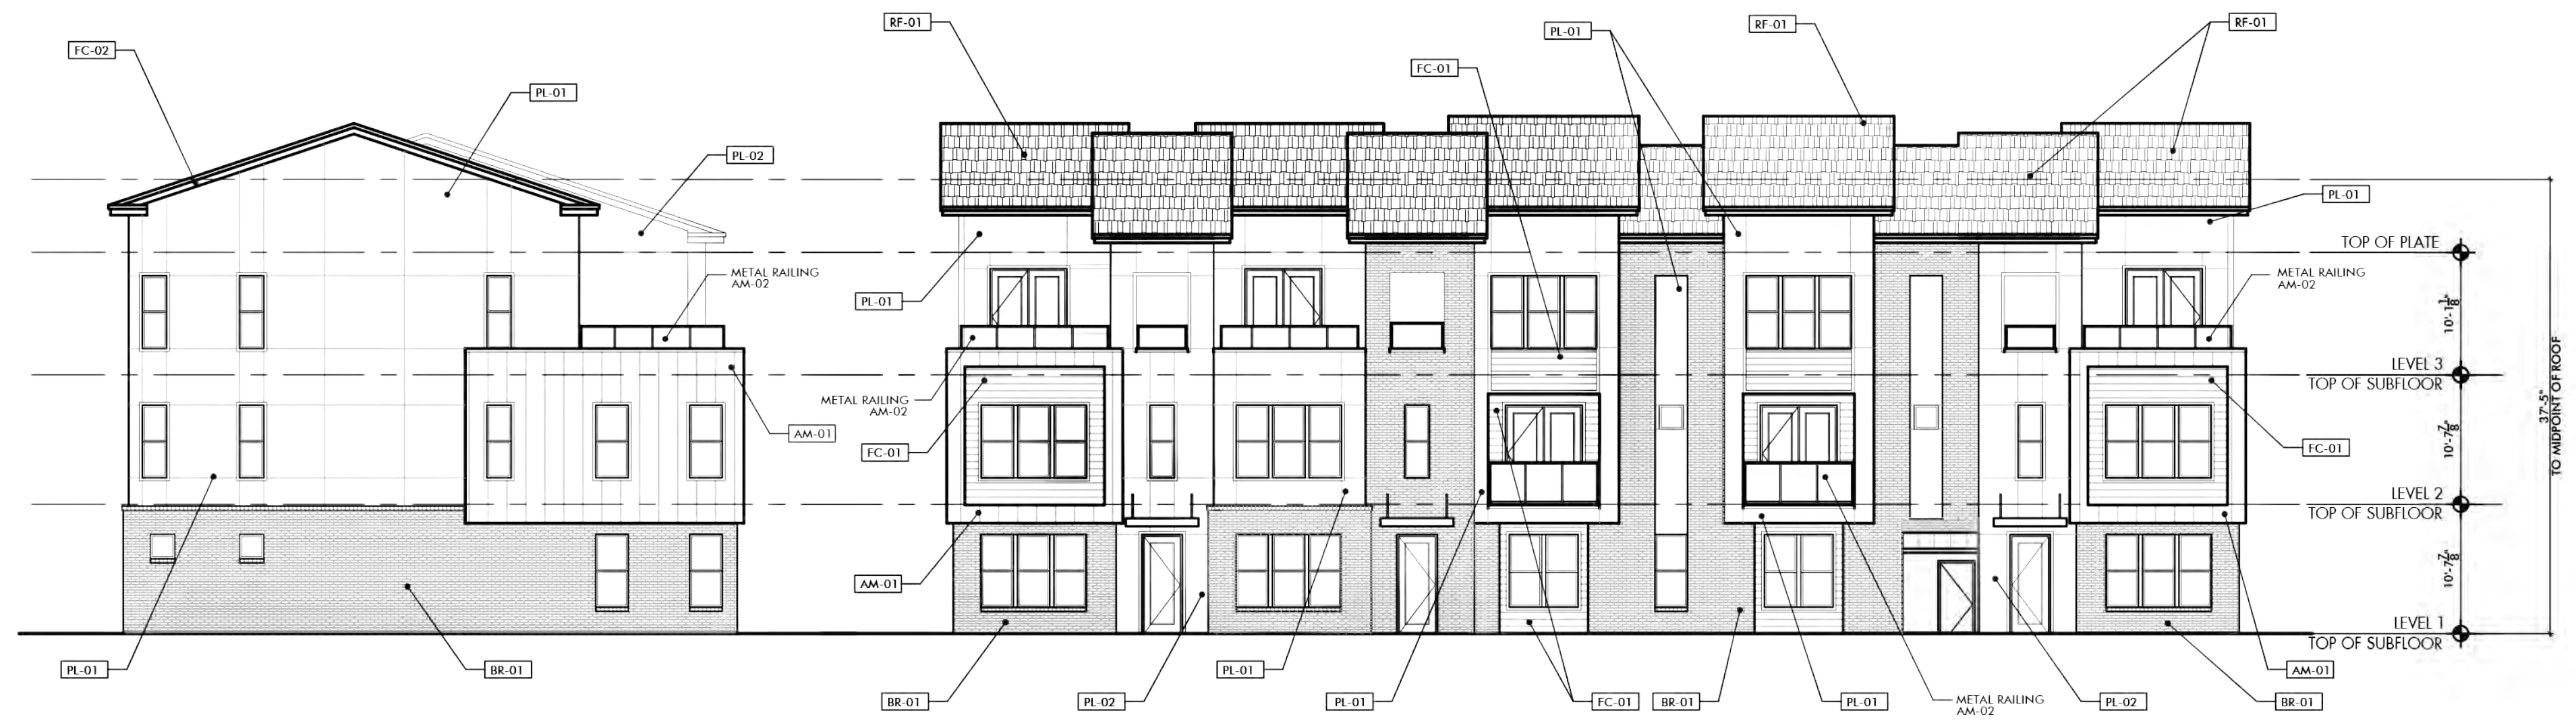 RF-01
RF-01
RF-01
PL-01
FC-02
FC-01
PL-01
PL-02
PL-01
TOP OF PLATE
METAL RAILING
AM-02
METAL RAILING
AM-02
PL-01
10'-1 1/8"
LEVEL 3
TOP OF SUBFLOOR
37'-5"
TO MIDPOINT OF ROOF
METAL RAILING
AM-02
AM-01
FC-01
FC-01
10'-7 7/8"
LEVEL 2
TOP OF SUBFLOOR
AM-01
10'-7 7/8"
LEVEL 1
TOP OF SUBFLOOR
PL-01
BR-01
PL-01
AM-01
BR-01
PL-02
PL-01
FC-01
BR-01
PL-01
METAL RAILING
AM-02
PL-02
BR-01